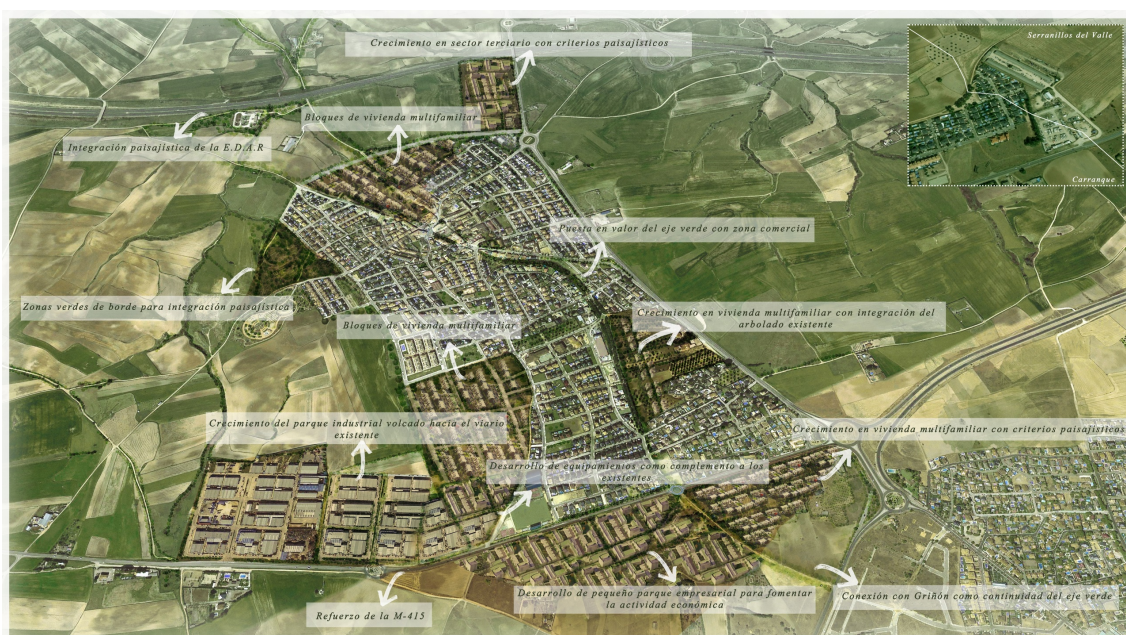 Crecimiento en sector terciario con criterios paisajísticos
Serranillos del Valle
Bloques de vivienda multifamiliar
Integración paisajística de la E.D.A.R
Carranque
Puesta en valor del eje verde con zona comercial
Zonas verdes de borde para integración paisajística
Crecimiento en vivienda multifamiliar con integración del
arbolado existente
Bloques de vivienda multifamiliar
Crecimiento del parque industrial volcado hacia el viario
existente
Crecimiento en vivienda multifamiliar con criterios paisajísticos
Desarrollo de equipamientos como complemento a los
existentes
Desarrollo de pequeño parque empresarial para fomentar
la actividad económica
Conexión con Griñón como continuidad del eje verde
Refuerzo de la M-415